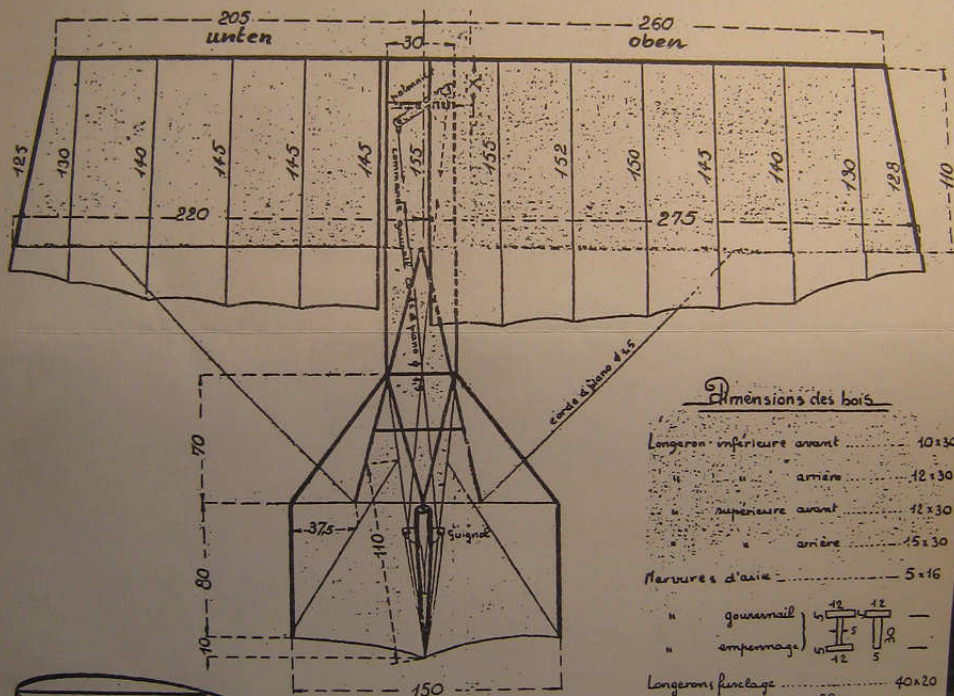 205
unten
260
oben
30
X
125
130
140
145
145
145
155
155
152
150
145
140
130
128
110
220
275
corde à piano
70
37,5
110
Guignol
80
10
150
Dimensions des bois
Longeron inférieure avant 10x30
" " arrière 12x30
" supérieure avant 12x30
" " arrière 15x30
Nervures d'aile 5x16
" gouvernail
" empennage
12 12
5 5
5 30
12 5
Longerons fuselage 40x20